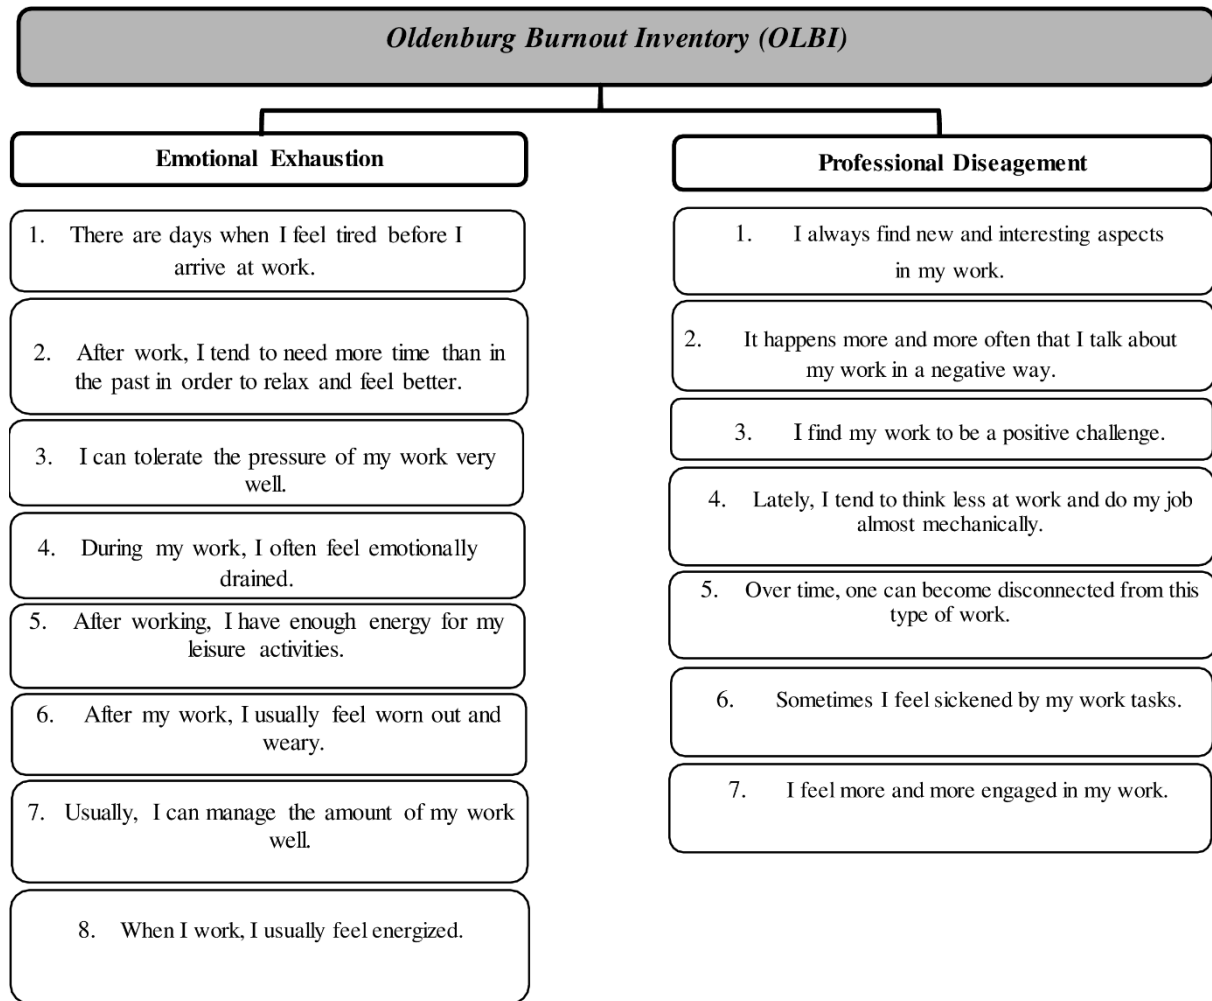 Oldenburg Burnout Inventory (OLBI)
Emotional Exhaustion
1. There are days when I feel tired before I
arrive at work.
2. After work, I tend to need more time than in
the past in order to relax and feel better.
3. I can tolerate the pressure of my work very
well.
4. During my work, I often feel emotionally
drained.
5. After working, I have enough energy for my
leisure activities.
6. After my work, I usually feel worn out and
weary.
7. Usually, I can manage the amount of my work
well.
8. When I work, I usually feel energized.
Professional Diseagement
1. I always find new and interesting aspects
in my work.
2. It happens more and more often that I talk about
my work in a negative way.
3. I find my work to be a positive challenge.
4. Lately, I tend to think less at work and do my job
almost mechanically.
5. Over time, one can become disconnected from this
type of work.
6. Sometimes I feel sickened by my work tasks.
7. I feel more and more engaged in my work.